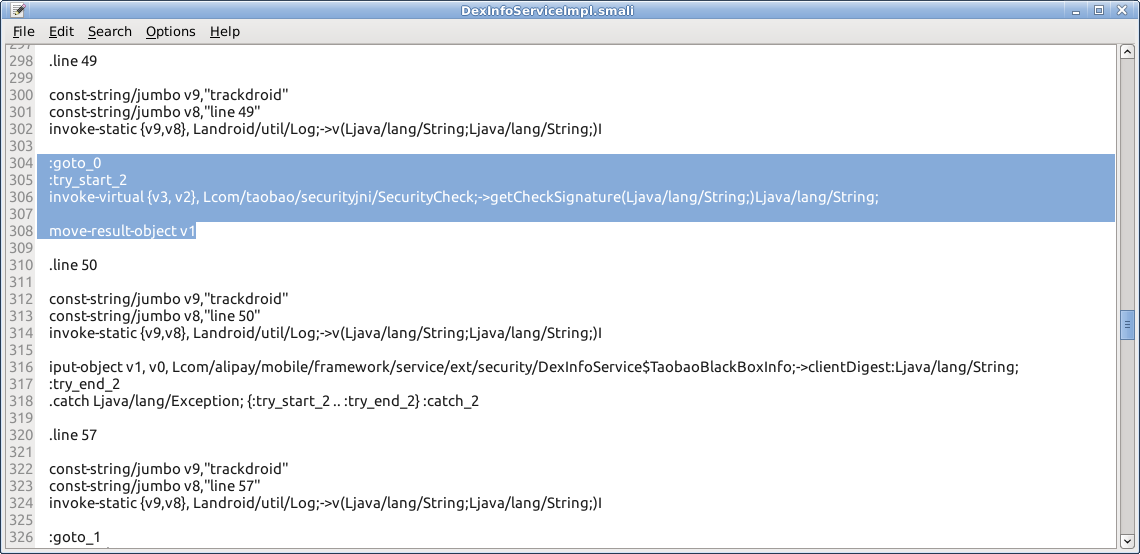 DexInfoServiceImpl.smali
File Edit Search Options Help
297
298 .line 49
299
300 const-string/jumbo v9,"trackdroid"
301 const-string/jumbo v8,"line 49"
302 invoke-static {v9,v8}, Landroid/util/Log;->v(Ljava/lang/String;Ljava/lang/String;)I
303
304 :goto_0
305 :try_start_2
306 invoke-virtual {v3, v2}, Lcom/taobao/securityjni/SecurityCheck;->getCheckSignature(Ljava/lang/String;)Ljava/lang/String;
307
308 move-result-object v1
309
310 .line 50
311
312 const-string/jumbo v9,"trackdroid"
313 const-string/jumbo v8,"line 50"
314 invoke-static {v9,v8}, Landroid/util/Log;->v(Ljava/lang/String;Ljava/lang/String;)I
315
316 iput-object v1, v0, Lcom/alipay/mobile/framework/service/ext/security/DexInfoService$TaobaoBlackBoxInfo;->clientDigest:Ljava/lang/String;
317 :try_end_2
318 .catch Ljava/lang/Exception; {:try_start_2 .. :try_end_2} :catch_2
319
320 .line 57
321
322 const-string/jumbo v9,"trackdroid"
323 const-string/jumbo v8,"line 57"
324 invoke-static {v9,v8}, Landroid/util/Log;->v(Ljava/lang/String;Ljava/lang/String;)I
325
326 :goto_1